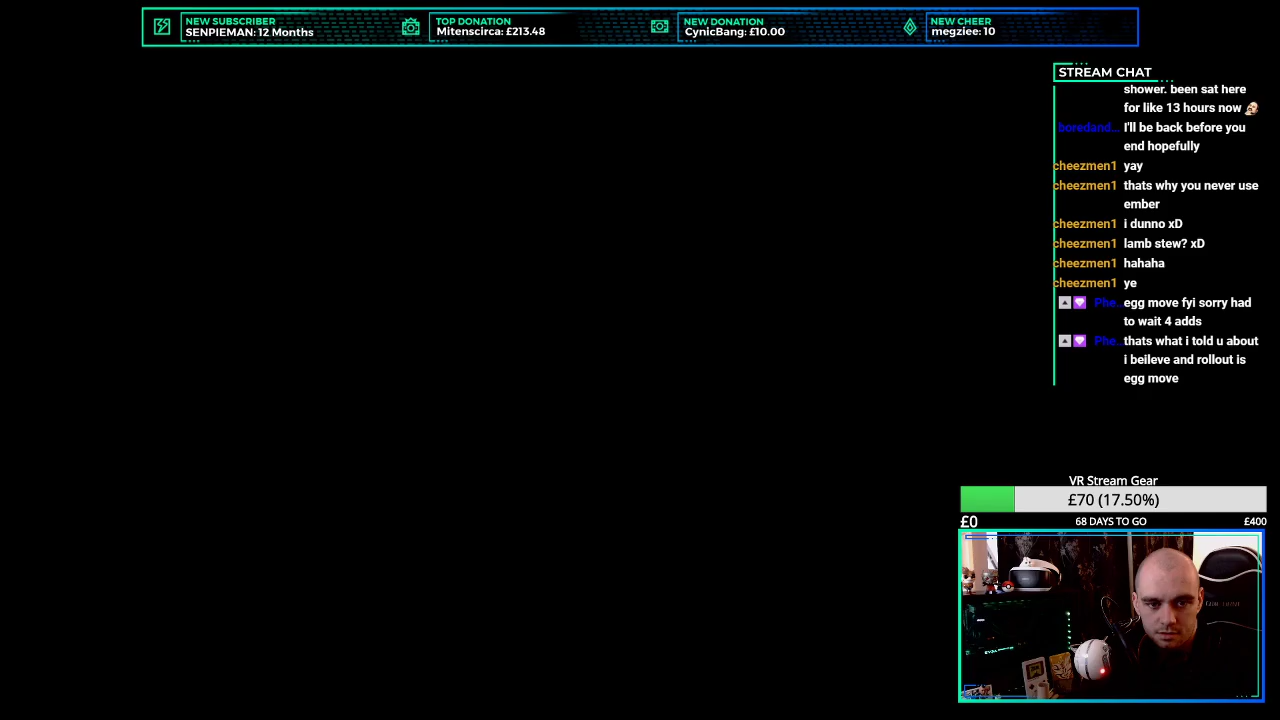 NEW SUBSCRIBER
SENPIEMAN: 12 Months
TOP DONATION
Mitenscirca: £213.48
NEW DONATION
CynicBang: £10.00
NEW CHEER
megziee: 10
STREAM CHAT
shower. been sat here
for like 13 hours now
boredand... I'll be back before you
end hopefully
cheezmen1 yay
cheezmen1 thats why you never use
ember
cheezmen1 i dunno xD
cheezmen1 lamb stew? xD
cheezmen1 hahaha
cheezmen1 ye
Phe... egg move fyi sorry had
to wait 4 adds
Phe... thats what i told u about
i beileve and rollout is
egg move
VR Stream Gear
£70 (17.50%)
£0 68 DAYS TO GO £400